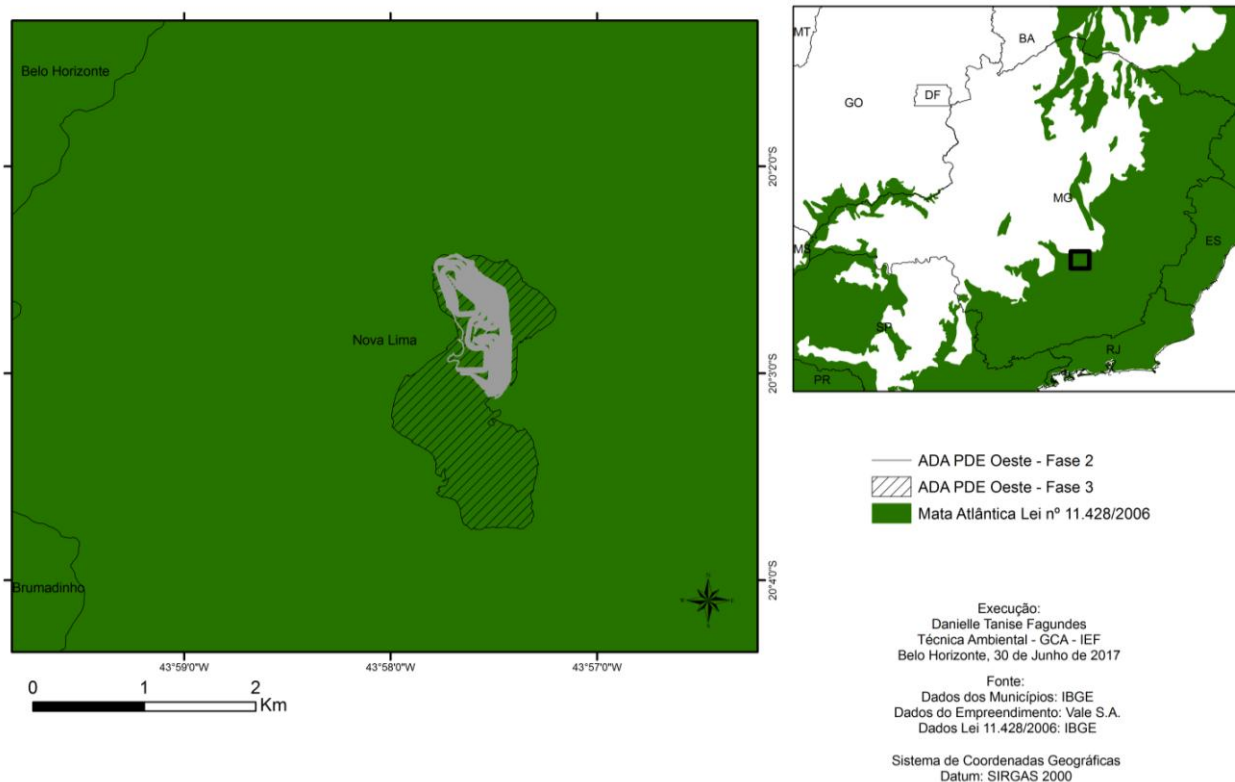 Belo Horizonte
Nova Lima
Brumadinho
20°2'0"S
20°3'0"S
20°4'0"S
43°59'0"W
43°58'0"W
43°57'0"W
0 1 2
Km
MT
BA
GO
DF
MG
MS
ES
SP
RJ
PR
ADA PDE Oeste - Fase 2
ADA PDE Oeste - Fase 3
Mata Atlântica Lei nº 11.428/2006
Execução:
Danielle Tanise Fagundes
Técnica Ambiental - GCA - IEF
Belo Horizonte, 30 de Junho de 2017
Fonte:
Dados dos Municípios: IBGE
Dados do Empreendimento: Vale S.A.
Dados Lei 11.428/2006: IBGE
Sistema de Coordenadas Geográficas
Datum: SIRGAS 2000